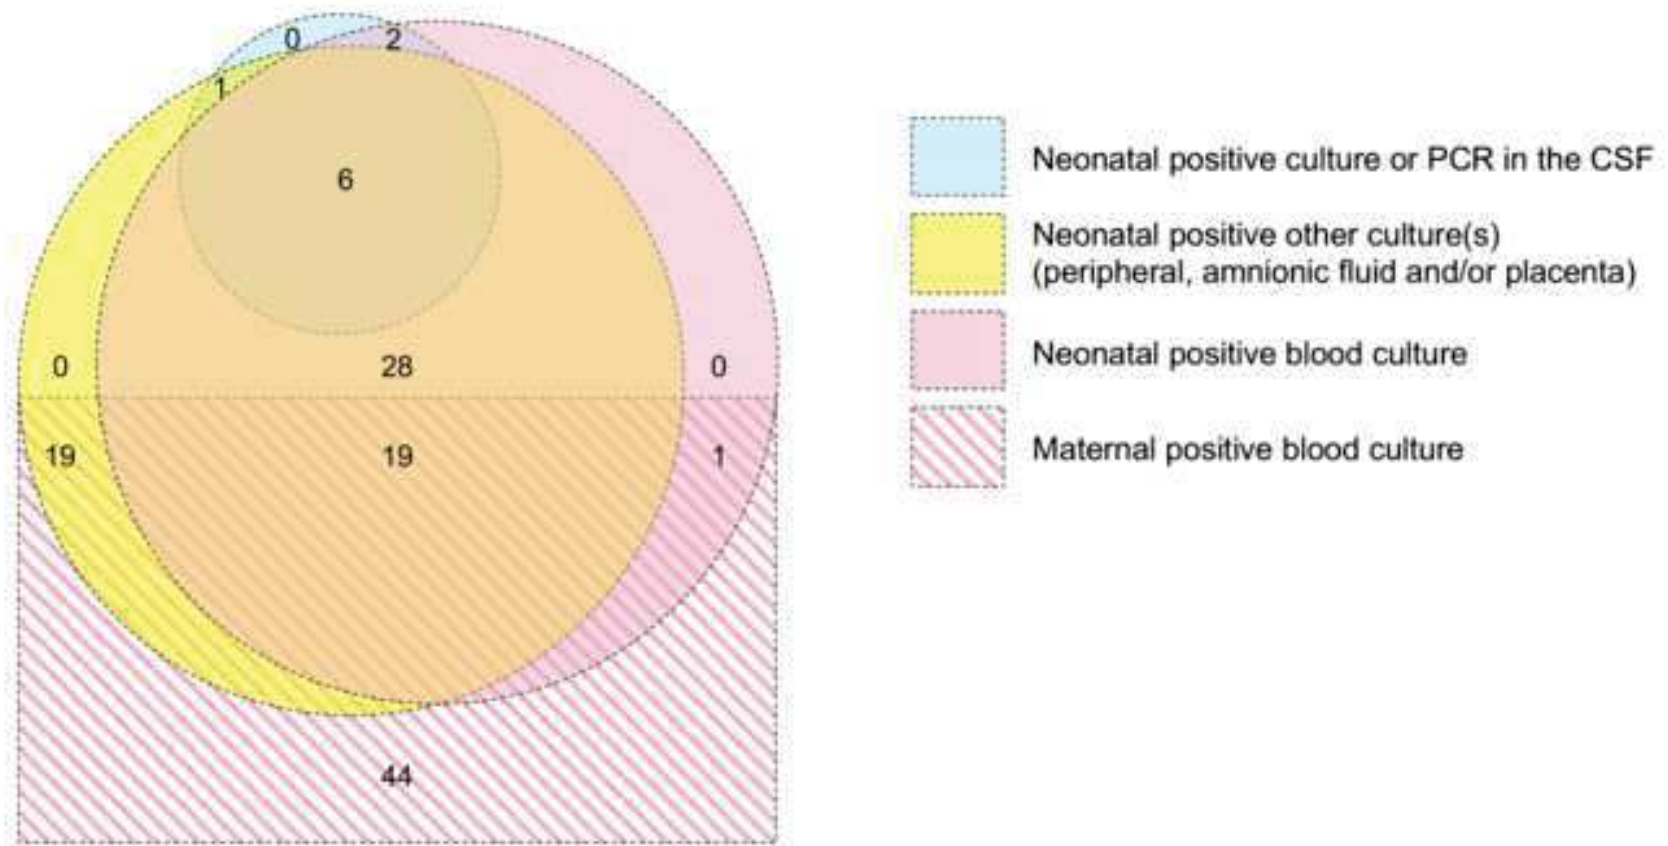 0
2
1
6
0
28
0
19
19
1
44
Neonatal positive culture or PCR in the CSF
Neonatal positive other culture(s)
(peripheral, amnionic fluid and/or placenta)
Neonatal positive blood culture
Maternal positive blood culture